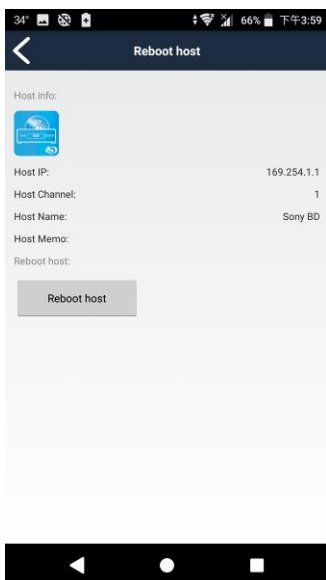 34° 66% 下午3:59
Reboot host
Host info:
Host IP: 169.254.1.1
Host Channel: 1
Host Name: Sony BD
Host Memo:
Reboot host:
Reboot host